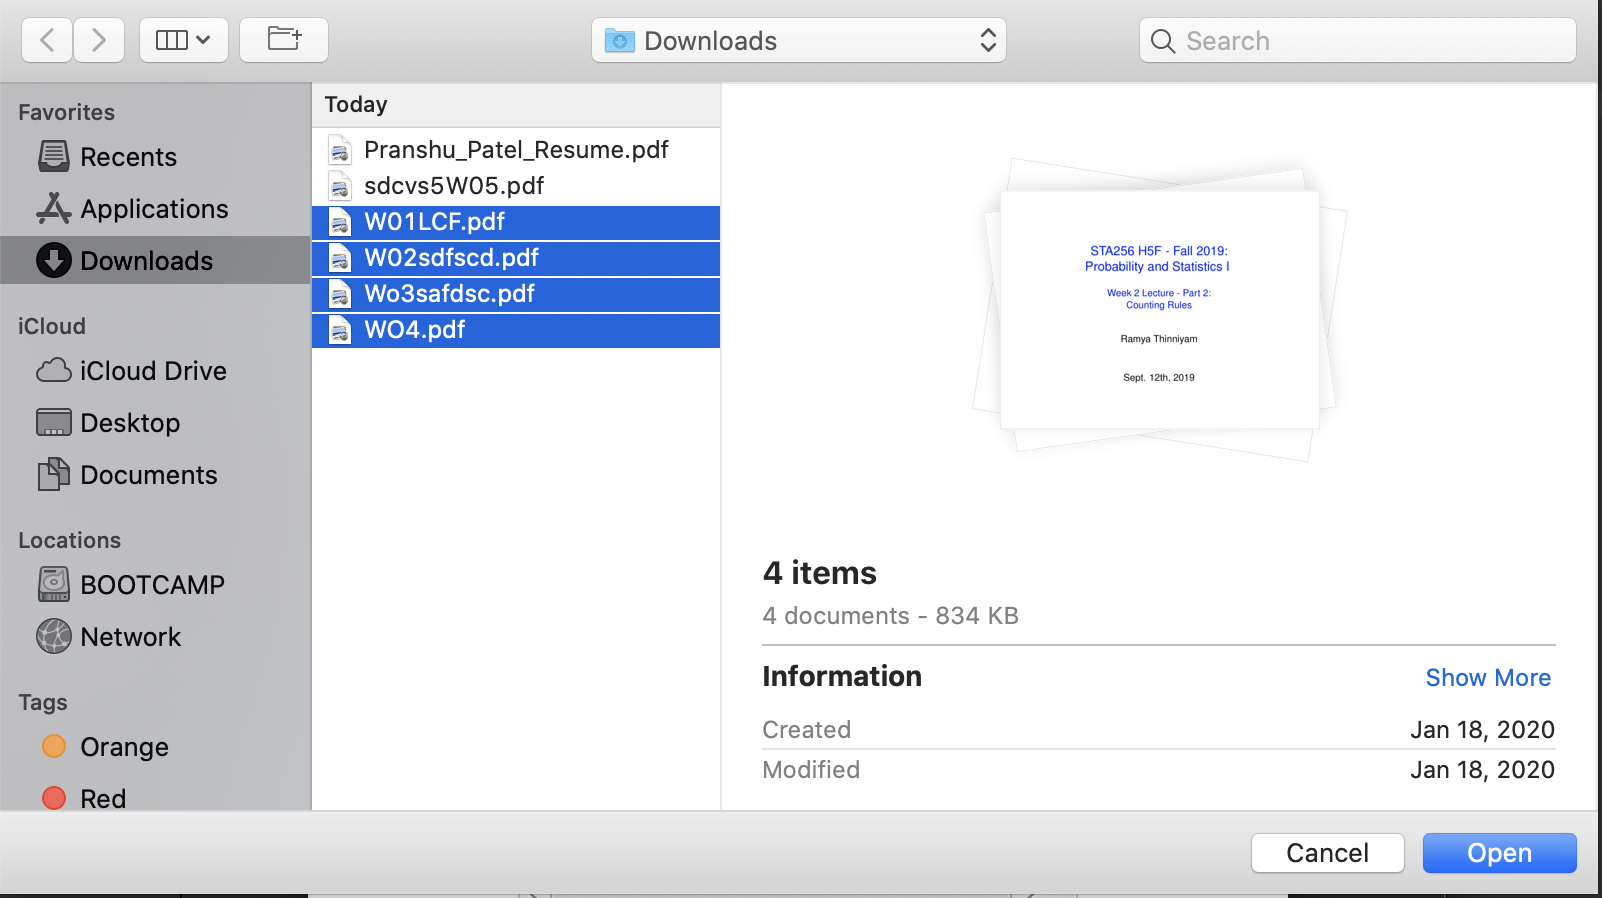 Downloads
Search
Favorites
Recents
Applications
Downloads
iCloud
iCloud Drive
Desktop
Documents
Locations
BOOTCAMP
Network
Tags
Orange
Red
Today
Pranshu_Patel_Resume.pdf
sdcvs5W05.pdf
W01LCF.pdf
W02sdfscd.pdf
Wo3safdsc.pdf
WO4.pdf
STA256 H5F - Fall 2019:
Probability and Statistics I
Week 2 Lecture - Part 2:
Counting Rules
Ramya Thinniyam
Sept. 12th, 2019
4 items
4 documents - 834 KB
Information Show More
Created Jan 18, 2020
Modified Jan 18, 2020
Cancel Open